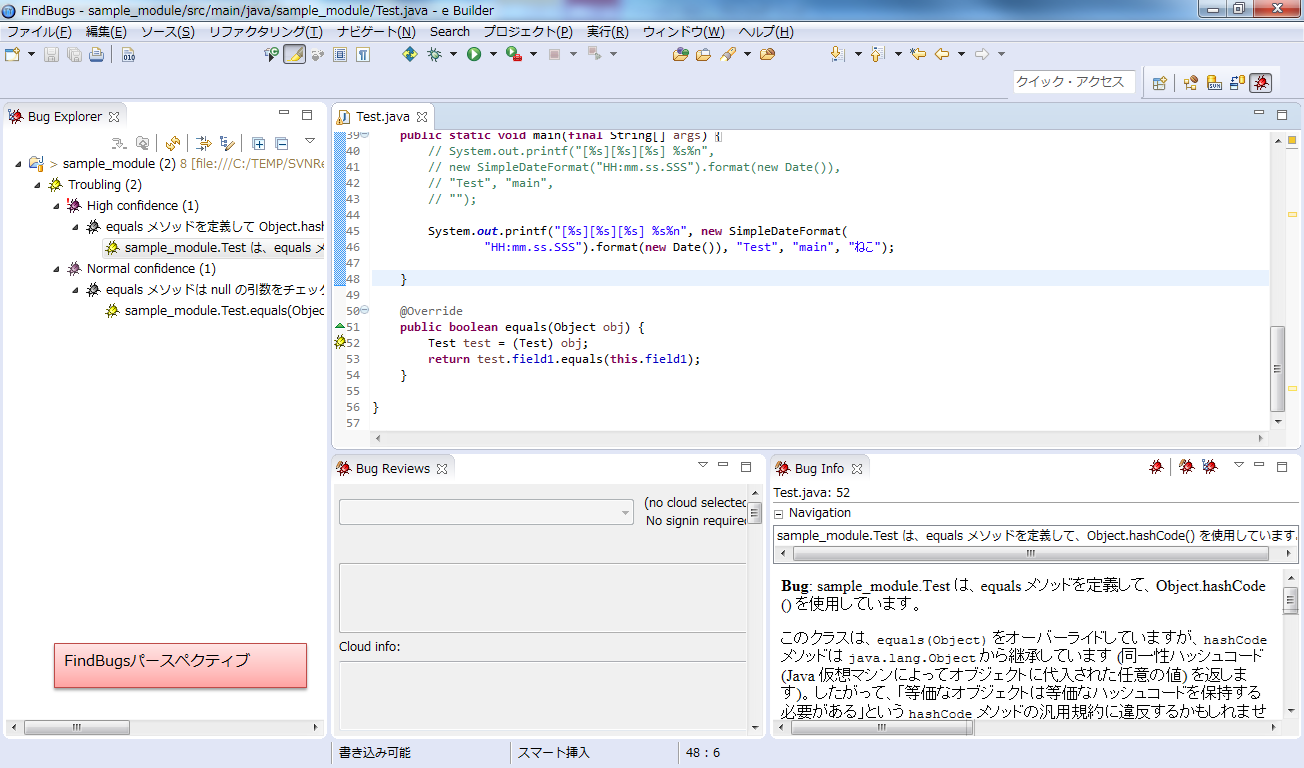 FindBugs - sample_module/src/main/java/sample_module/Test.java - e Builder
ファイル(F) 編集(E) ソース(S) リファクタリング(T) ナビゲート(N) Search プロジェクト(P) 実行(R) ウィンドウ(W) ヘルプ(H)
クイック・アクセス
Bug Explorer
> sample_module (2) 8 [file:///C:/TEMP/SVNRe
Troubling (2)
High confidence (1)
equals メソッドを定義して Object.hash
sample_module.Test は、equals メ
Normal confidence (1)
equals メソッドは null の引数をチェック
sample_module.Test.equals(Objec
FindBugsパースペクティブ
Test.java
39 public static void main(final String[] args) {
40 // System.out.printf("[%s][%s][%s] %s%n",
41 // new SimpleDateFormat("HH:mm.ss.SSS").format(new Date()),
42 // "Test", "main",
43 // "");
44
45 System.out.printf("[%s][%s][%s] %s%n", new SimpleDateFormat(
46 "HH:mm.ss.SSS").format(new Date()), "Test", "main", "ねこ");
47
48 }
49
50 @Override
51 public boolean equals(Object obj) {
52 Test test = (Test) obj;
53 return test.field1.equals(this.field1);
54 }
55
56 }
57
Bug Reviews
(no cloud selected
No signin required
Cloud info:
Bug Info
Test.java: 52
Navigation
sample_module.Test は、equals メソッドを定義して、Object.hashCode() を使用しています。
Bug: sample_module.Test は、equals メソッドを定義して、Object.hashCode
() を使用しています。
このクラスは、equals(Object) をオーバーライドしていますが、hashCode
メソッドは java.lang.Object から継承しています (同一性ハッシュコード
(Java 仮想マシンによってオブジェクトに代入された任意の値) を返しま
す)。したがって、「等価なオブジェクトは等価なハッシュコードを保持する
必要がある」という hashCode メソッドの汎用規約に違反するかもしれませ
書き込み可能 スマート挿入 48 : 6